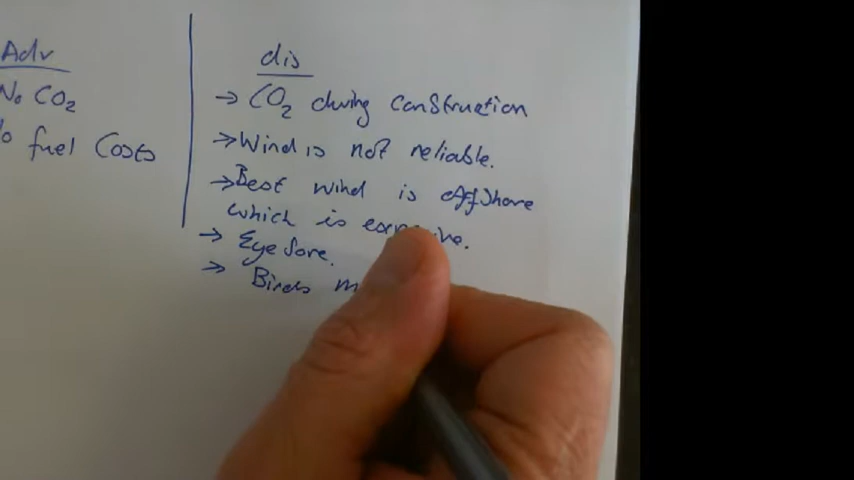 Adv
No CO2
fuel Costs
dis
→ CO2 during construction
→ Wind is not reliable.
→ Best wind is offshore
which is
→ Eye Sore.
→ Birds